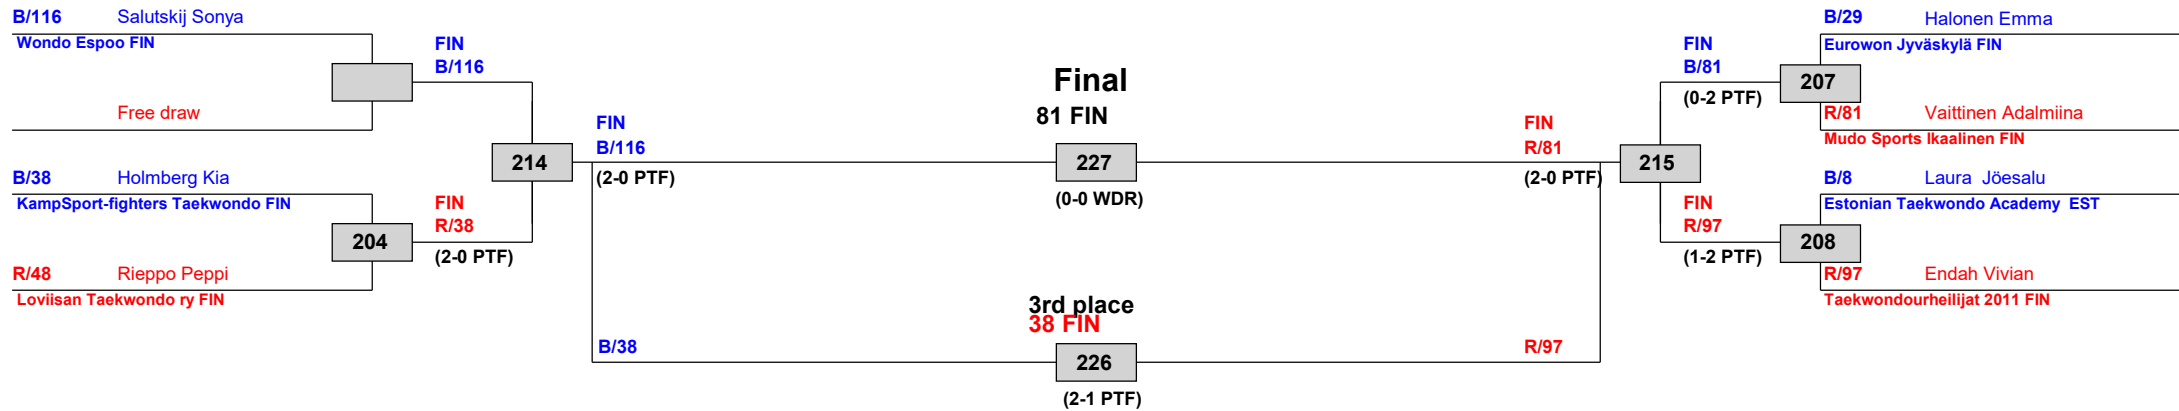 B/116 Salutskij Sonya
Wondo Espoo FIN
Free draw
B/38 Holmberg Kia
KampSport-fighters Taekwondo FIN
R/48 Rieppo Peppi
Loviisan Taekwondo ry FIN
204
FIN
B/116
FIN
R/38
(2-0 PTF)
214
FIN
B/116
(2-0 PTF)
B/38
Final
81 FIN
227
(0-0 WDR)
3rd place
38 FIN
226
(2-1 PTF)
FIN
R/81
(2-0 PTF)
R/97
215
FIN
B/81
(0-2 PTF)
FIN
R/97
(1-2 PTF)
207
208
B/29 Halonen Emma
Eurowon Jyväskylä FIN
R/81 Vaittinen Adalmiina
Mudo Sports Ikaalinen FIN
B/8 Laura Jöesalu
Estonian Taekwondo Academy EST
R/97 Endah Vivian
Taekwondourheilijat 2011 FIN